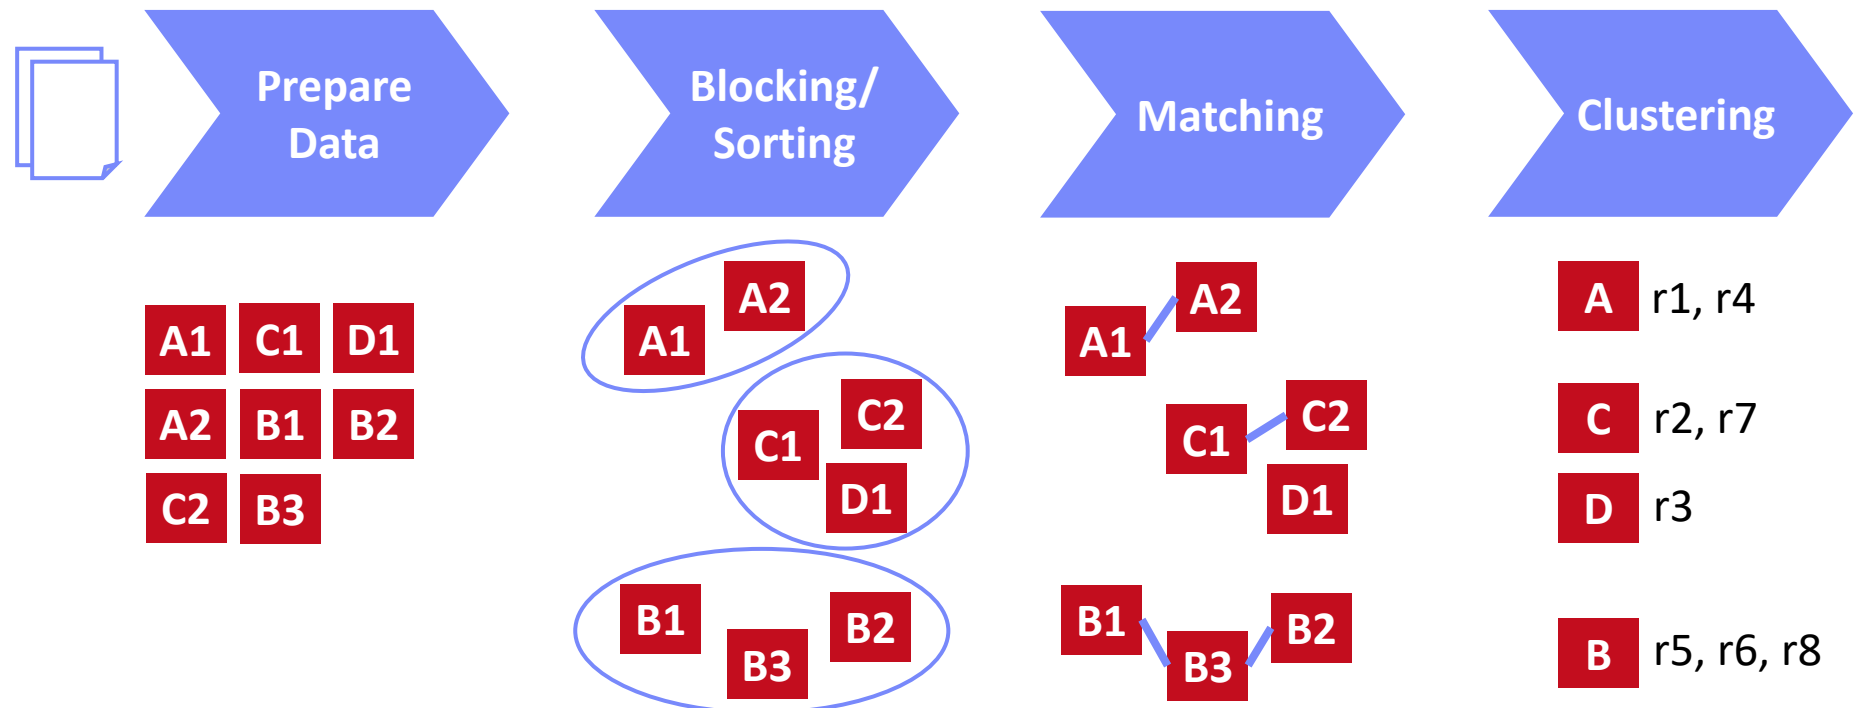 Prepare
Data
Blocking/
Sorting
Matching
Clustering
A1 C1 D1
A2 B1 B2
C2 B3
A2
A1
C2
C1
D1
B1
B2
B3
A2
A1
C2
C1
D1
B1
B2
B3
A r1, r4
C r2, r7
D r3
B r5, r6, r8